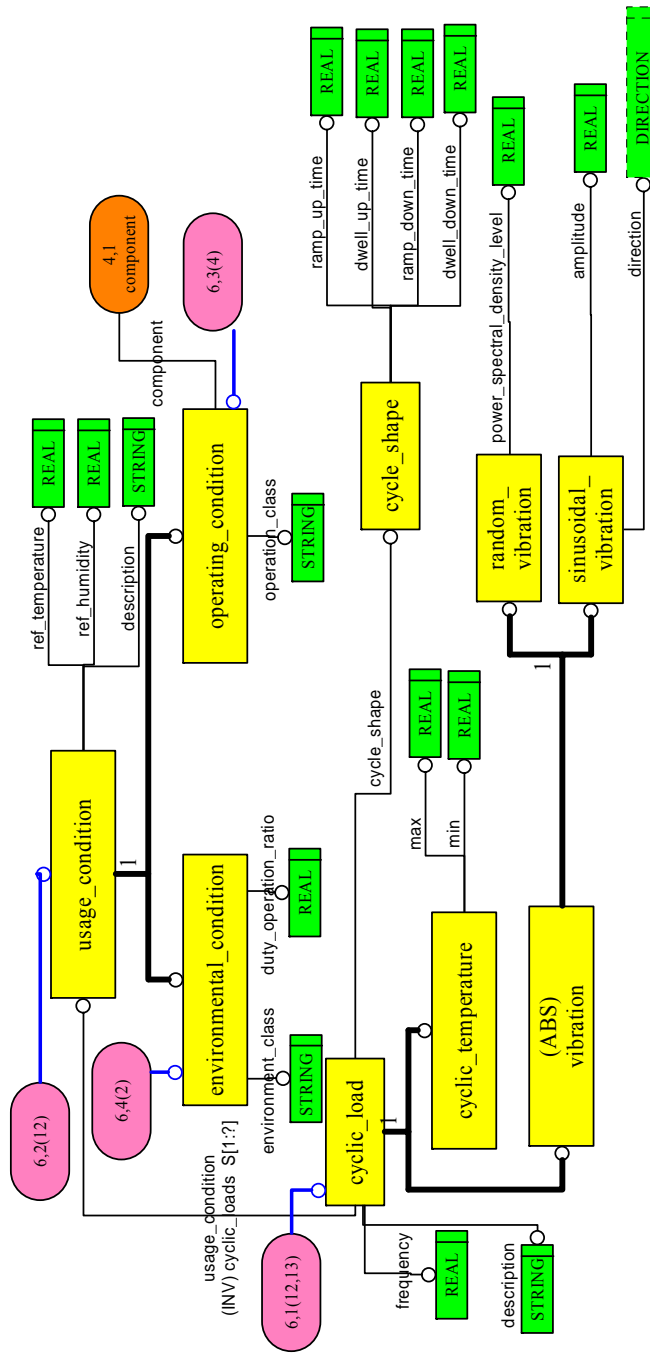 6,2(12)
usage_condition
ref_temperature
REAL
ref_humidity
REAL
description
STRING
4,1
component
component
6,3(4)
1
6,4(2)
environmental_condition
operating_condition
environment_class
STRING
duty_operation_ratio
REAL
operation_class
STRING
usage_condition
(INV) cyclic_loads S[1:?]
6,1(12,13)
cyclic_load
1
frequency
REAL
description
STRING
cycle_shape
cycle_shape
ramp_up_time
REAL
dwell_up_time
REAL
ramp_down_time
REAL
dwell_down_time
REAL
cyclic_temperature
max
REAL
min
REAL
(ABS)
vibration
1
random_
vibration
power_spectral_density_level
REAL
sinusoidal_
vibration
amplitude
REAL
direction
DIRECTION